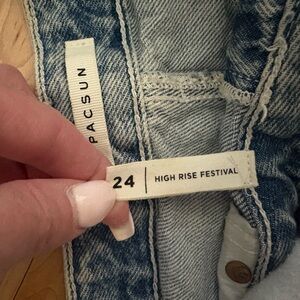 PACSUN
24 | HIGH RISE FESTIVAL